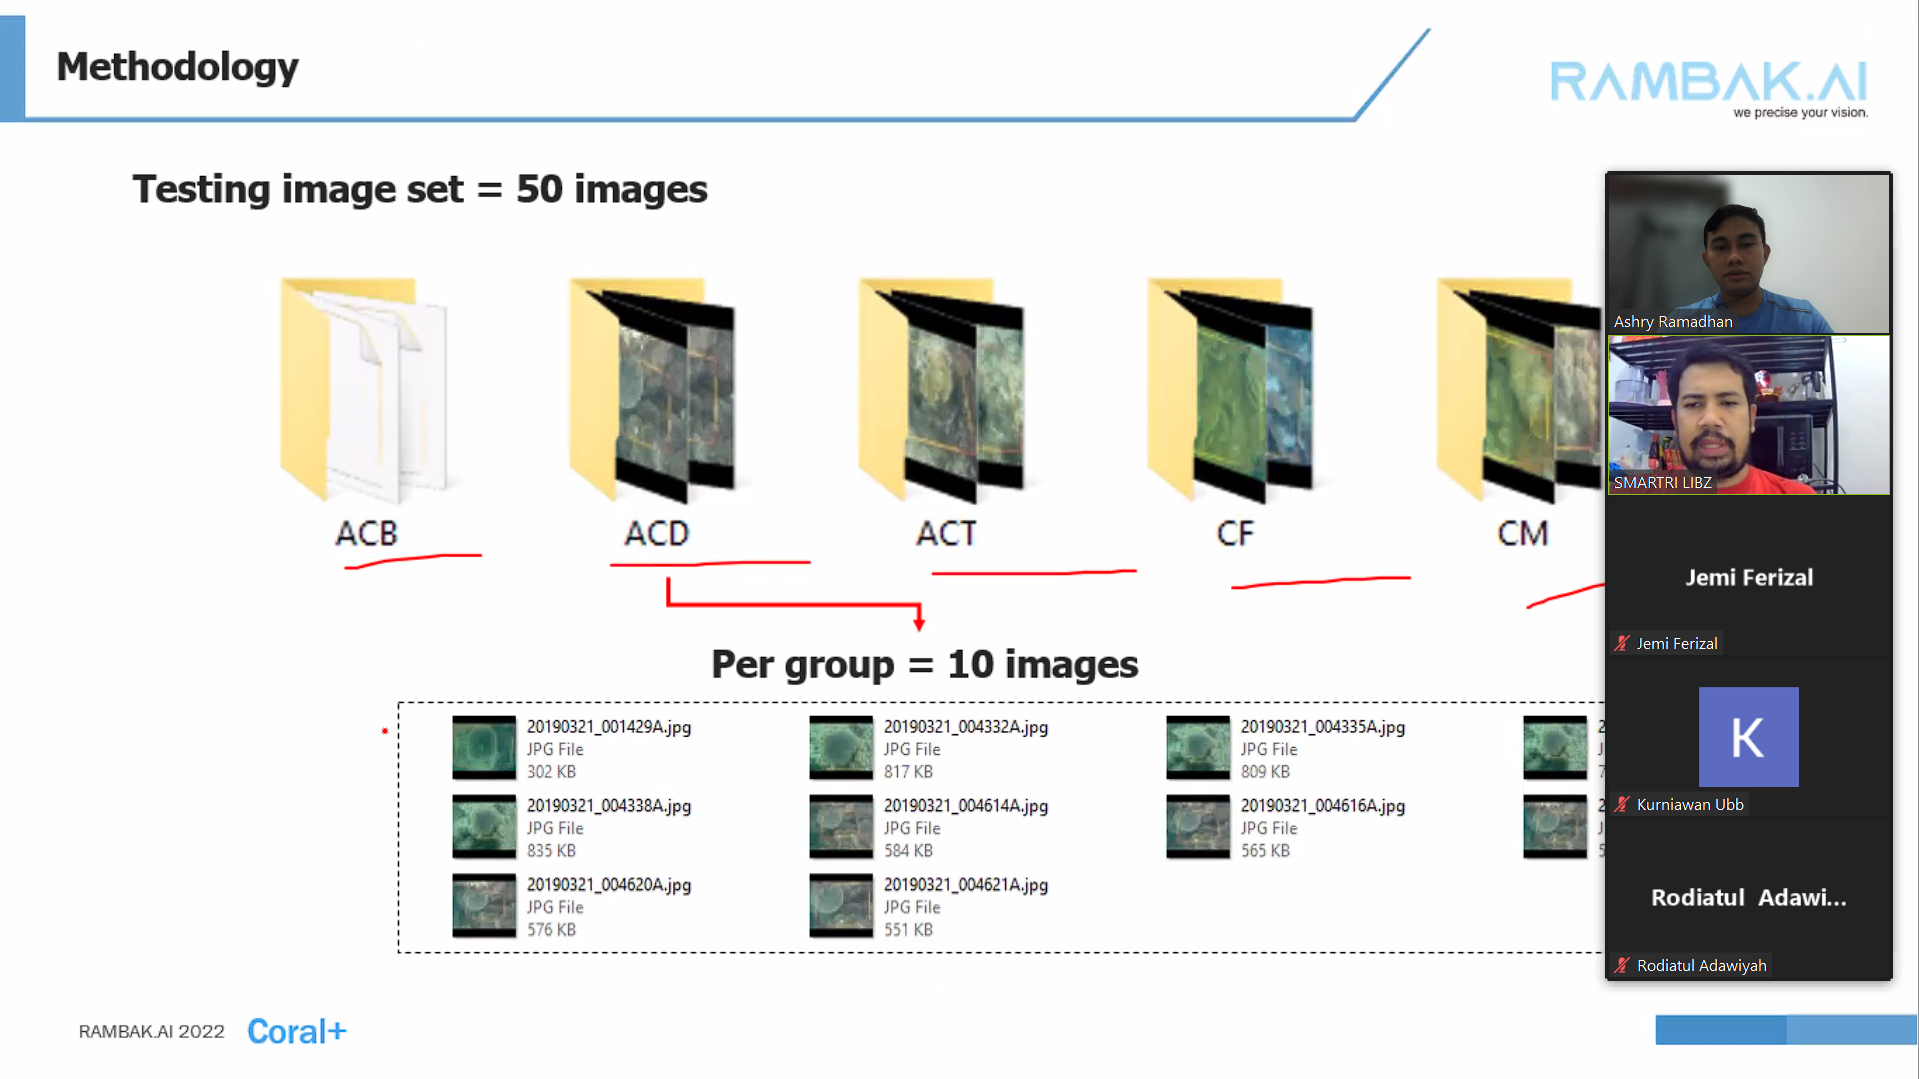 Methodology
RAMBAK.AI
we precise your vision.
Testing image set = 50 images
ACB
ACD
ACT
CF
CM
Per group = 10 images
20190321_001429A.jpg
JPG File
302 KB
20190321_004332A.jpg
JPG File
817 KB
20190321_004335A.jpg
JPG File
809 KB
20190321_004338A.jpg
JPG File
835 KB
20190321_004614A.jpg
JPG File
584 KB
20190321_004616A.jpg
JPG File
565 KB
20190321_004620A.jpg
JPG File
576 KB
20190321_004621A.jpg
JPG File
551 KB
Ashry Ramadhan
SMARTRI LIBZ
Jemi Ferizal
Jemi Ferizal
K
Kurniawan Ubb
Rodiatul Adawi...
Rodiatul Adawiyah
RAMBAK.AI 2022
Coral+